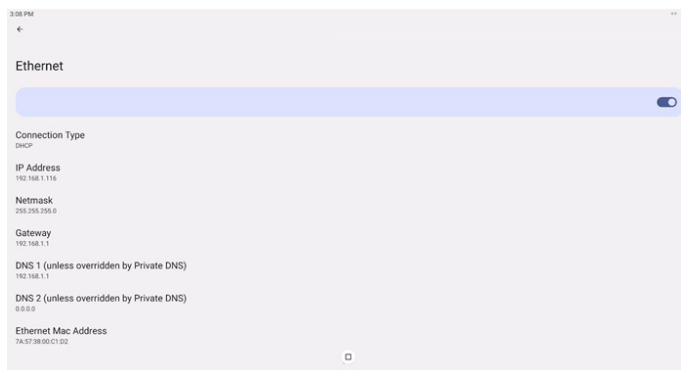 3:08 PM
Ethernet
Connection Type
DHCP
IP Address
192.168.1.116
Netmask
255.255.255.0
Gateway
192.168.1.1
DNS 1 (unless overridden by Private DNS)
192.168.1.1
DNS 2 (unless overridden by Private DNS)
0.0.0.0
Ethernet Mac Address
7A:57:38:00:C1:D2